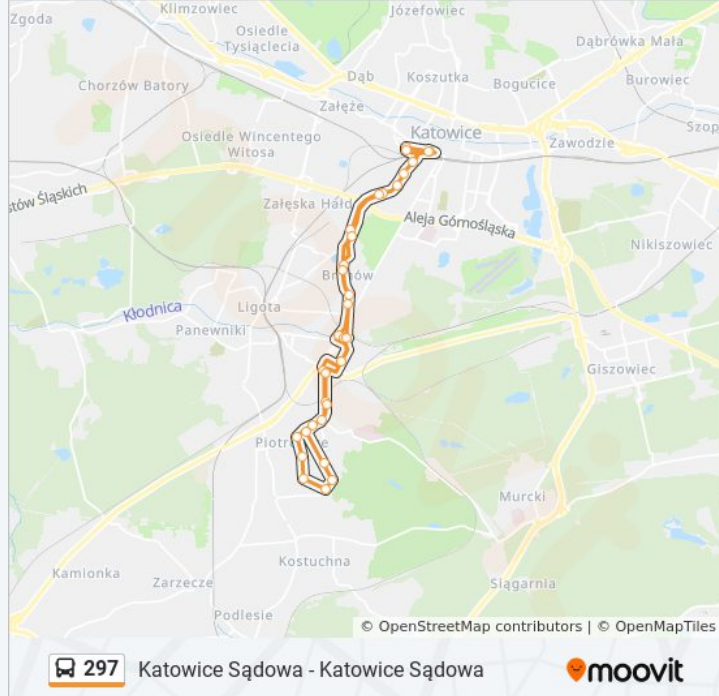 Zgoda
Klimzowiec
Józefowiec
Osiedle
Tysiąclecia
Dąbrówka Mała
Dąb
Koszutka
Bogucice
Burowiec
Chorzów Batory
Załęże
Szop
Katowice
Osiedle Wincentego
Witosa
Zawodzie
stów Śląskich
Załęska Hałd
Aleja Górnośląska
Nikiszowiec
Brynów
Kłodnica
Ligota
Panewniki
Giszowiec
Piotrowice
Murcki
Kostuchna
Kamionka
Zarzecze
Siągarnia
Podlesie
© OpenStreetMap contributors | © OpenMapTiles
297 Katowice Sądowa - Katowice Sądowa moovit